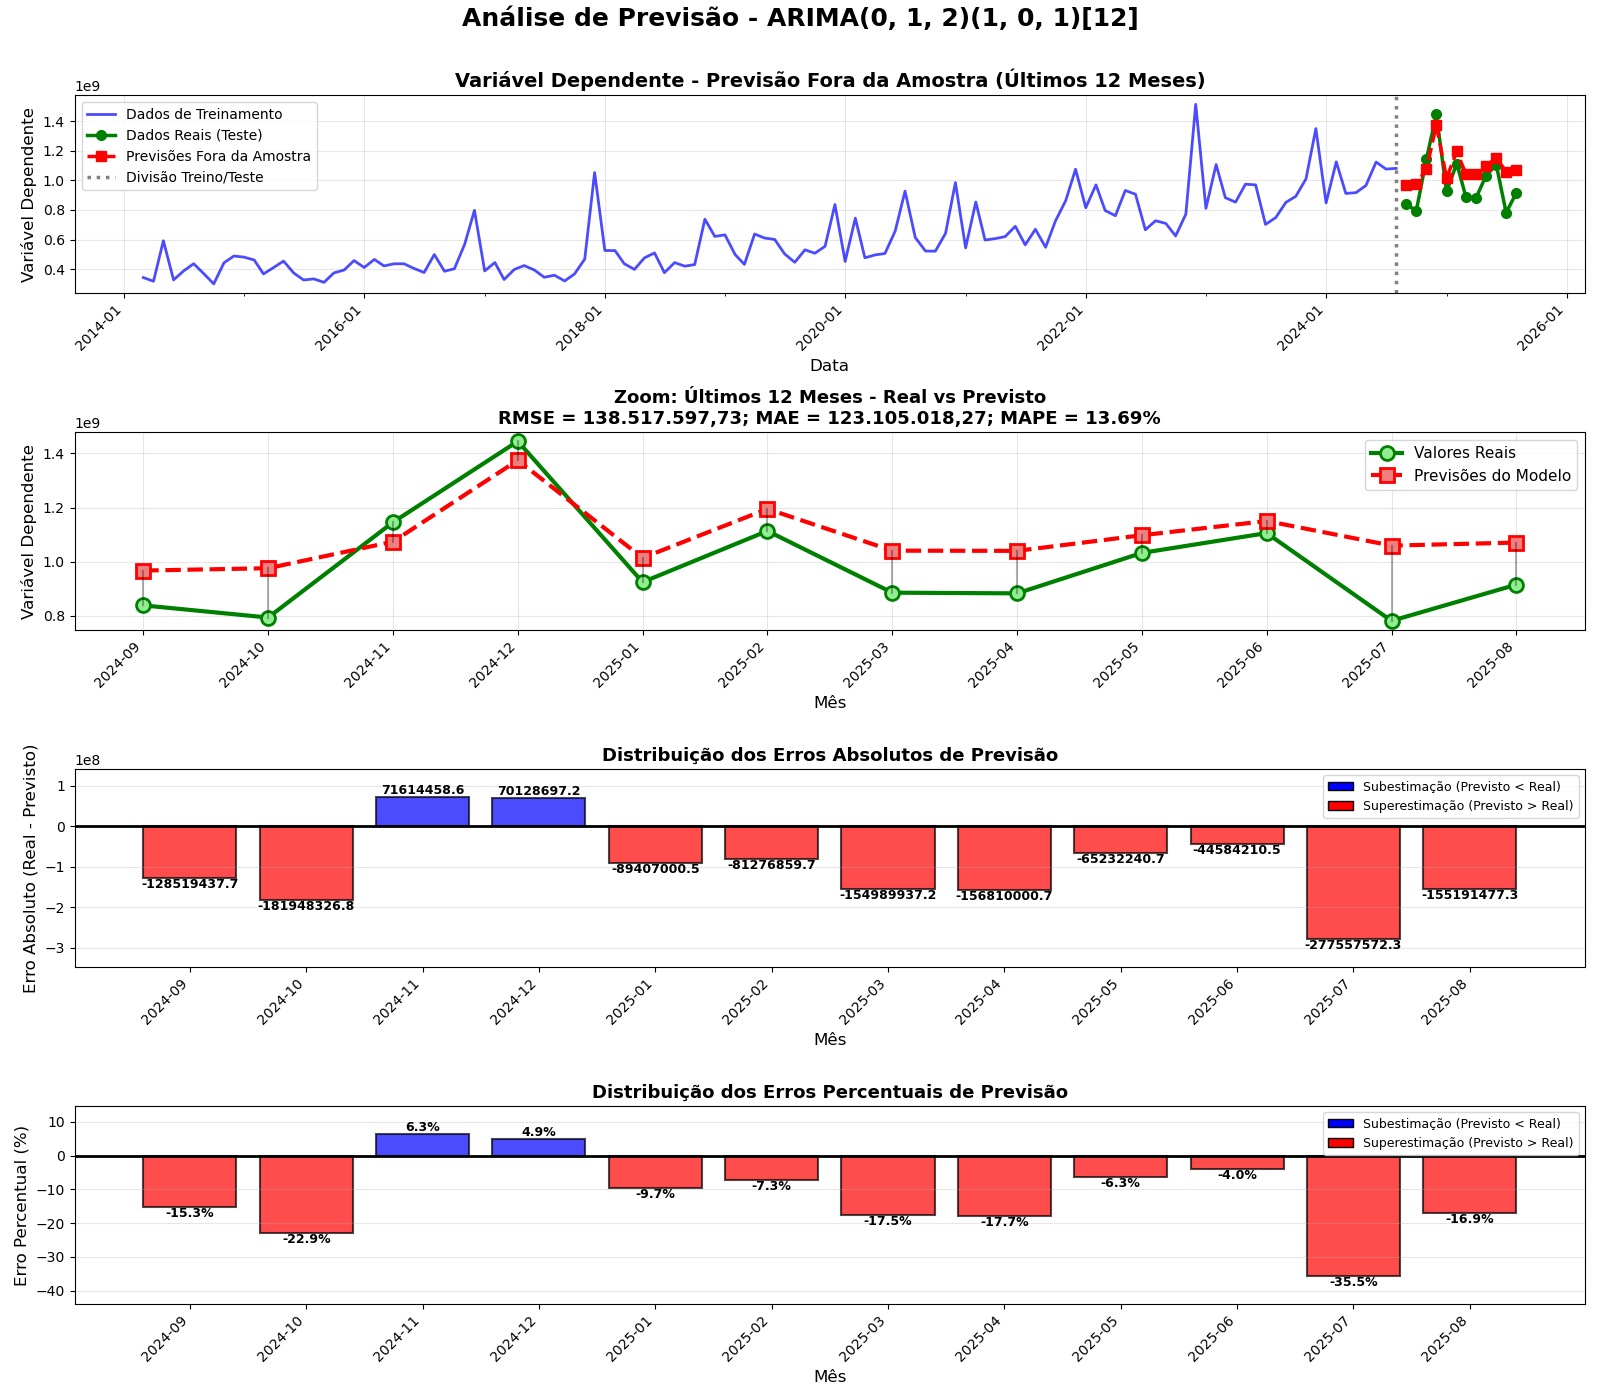 Análise de Previsão - ARIMA(0, 1, 2)(1, 0, 1)[12]
Variável Dependente - Previsão Fora da Amostra (Últimos 12 Meses)
1e9
Variável Dependente
1.4
1.2
1.0
0.8
0.6
0.4
Dados de Treinamento
Dados Reais (Teste)
Previsões Fora da Amostra
Divisão Treino/Teste
2014-01 2016-01 2018-01 2020-01 2022-01 2024-01 2026-01
Data
Zoom: Últimos 12 Meses - Real vs Previsto
RMSE = 138.517.597,73; MAE = 123.105.018,27; MAPE = 13.69%
1e9
Variável Dependente
1.4
1.2
1.0
0.8
Valores Reais
Previsões do Modelo
2024-09 2024-10 2024-11 2024-12 2025-01 2025-02 2025-03 2025-04 2025-05 2025-06 2025-07 2025-08
Mês
Distribuição dos Erros Absolutos de Previsão
1e8
Erro Absoluto (Real - Previsto)
1
0
−1
−2
−3
Subestimação (Previsto < Real)
Superestimação (Previsto > Real)
-128519437.7 -181948326.8 71614458.6 70128697.2 -89407000.5 -81276859.7 -154989937.2 -156810000.7 -65232240.7 -44584210.5 -277557572.3 -155191477.3
2024-09 2024-10 2024-11 2024-12 2025-01 2025-02 2025-03 2025-04 2025-05 2025-06 2025-07 2025-08
Mês
Distribuição dos Erros Percentuais de Previsão
Erro Percentual (%)
10
0
−10
−20
−30
−40
Subestimação (Previsto < Real)
Superestimação (Previsto > Real)
-15.3% -22.9% 6.3% 4.9% -9.7% -7.3% -17.5% -17.7% -6.3% -4.0% -35.5% -16.9%
2024-09 2024-10 2024-11 2024-12 2025-01 2025-02 2025-03 2025-04 2025-05 2025-06 2025-07 2025-08
Mês